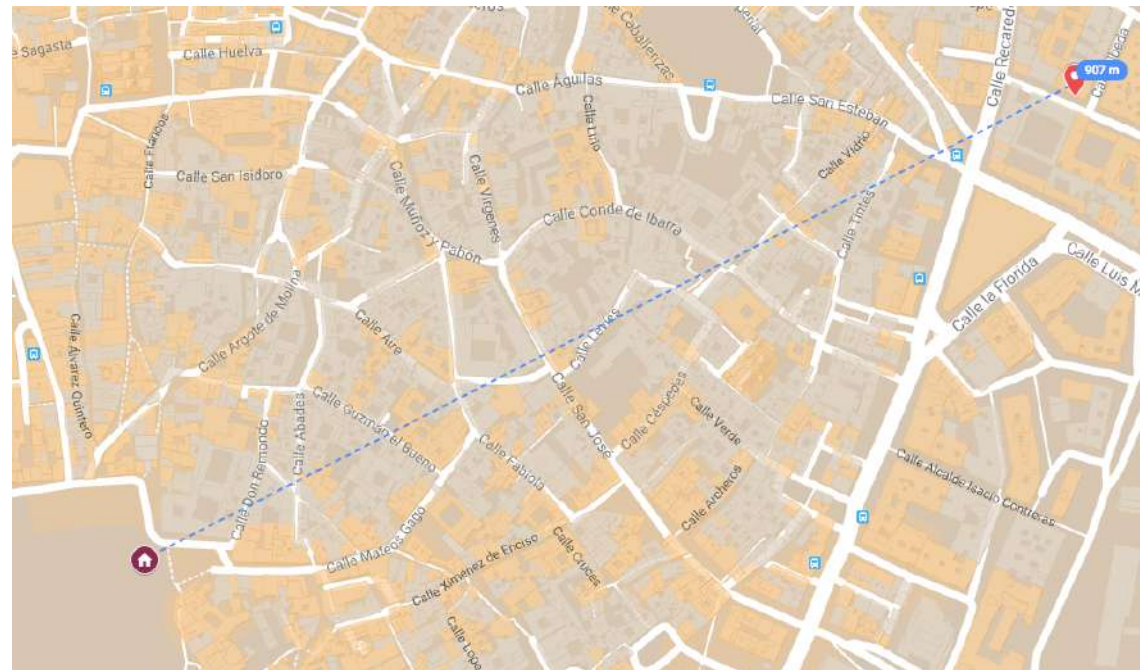 Calle Huelva
Calle Caballerizas
Calle Recaredo
907 m
Calle Águilas
Calle San Esteban
Calle Francos
Calle Lirio
Calle Vidrio
Calle San Isidoro
Calle Vírgenes
Calle Muñoz y Pabón
Calle Conde de Ibarra
Calle Tintes
Calle la Florida
Calle Luis M
Calle Argote de Molina
Calle Aire
Calle Álvarez Quintero
Calle Levíes
Calle Guzmán el Bueno
Calle San José
Calle Céspedes
Calle Verde
Calle Abades
Calle Don Remondo
Calle Fabiola
Calle Archeros
Calle Alcalde Isacio Contreras
Calle Mateos Gago
Calle Ximénez de Enciso
Calle Cruces